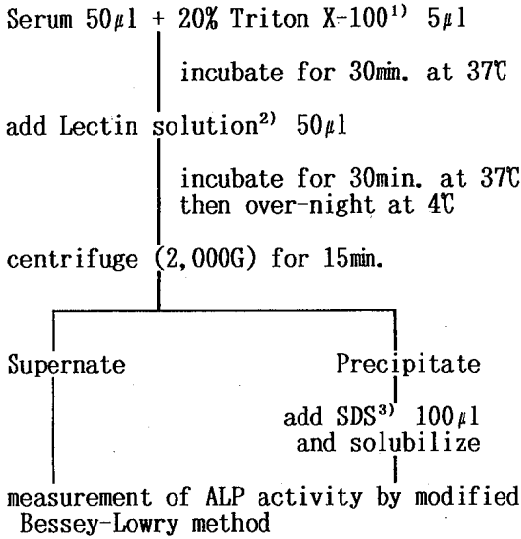 Serum 50μl + 20% Triton X-100¹⁾ 5μl
incubate for 30min. at 37℃
add Lectin solution²⁾ 50μl
incubate for 30min. at 37℃
then over-night at 4℃
centrifuge (2,000G) for 15min.
Supernate
Precipitate
add SDS³⁾ 100μl
and solubilize
measurement of ALP activity by modified
Bessey-Lowry method